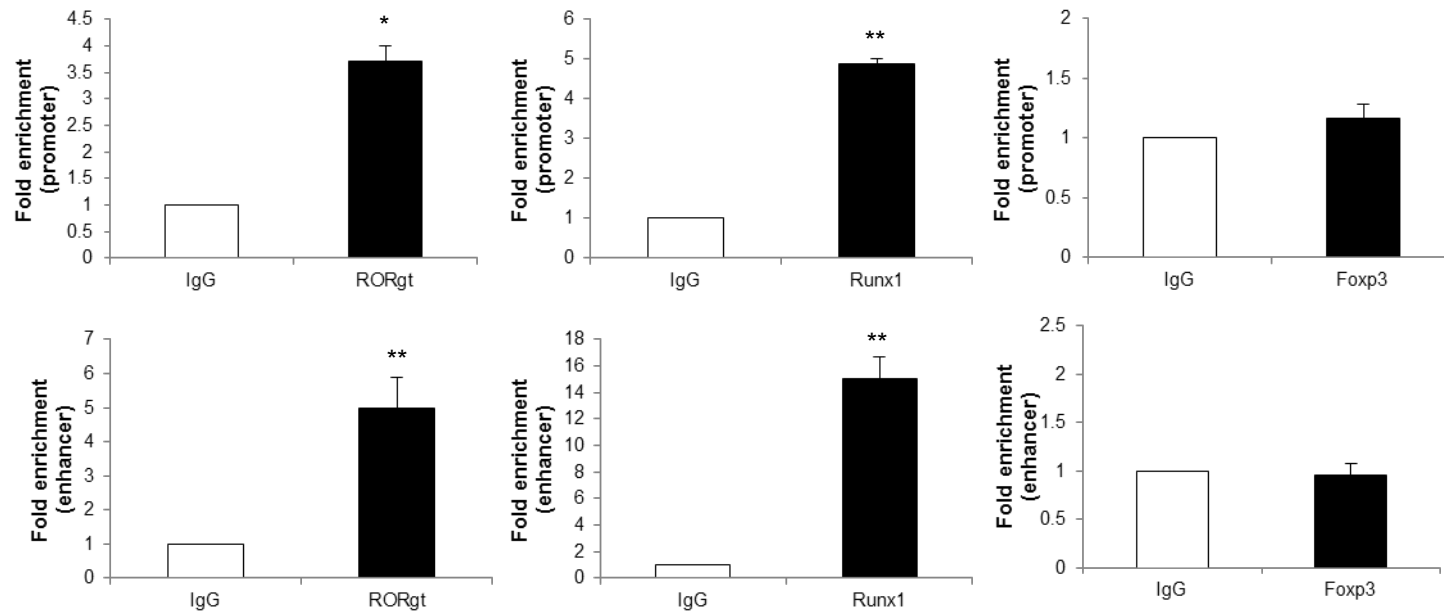 Fold enrichment
(promoter)
4.5
4
3.5
3
2.5
2
1.5
1
0.5
0
*
IgG
RORgt
Fold enrichment
(promoter)
6
5
4
3
2
1
0
**
IgG
Runx1
Fold enrichment
(promoter)
2
1.5
1
0.5
0
IgG
Foxp3
Fold enrichment
(enhancer)
7
6
5
4
3
2
1
0
**
IgG
RORgt
Fold enrichment
(enhancer)
18
16
14
12
10
8
6
4
2
0
**
IgG
Runx1
Fold enrichment
(enhancer)
2.5
2
1.5
1
0.5
0
IgG
Foxp3